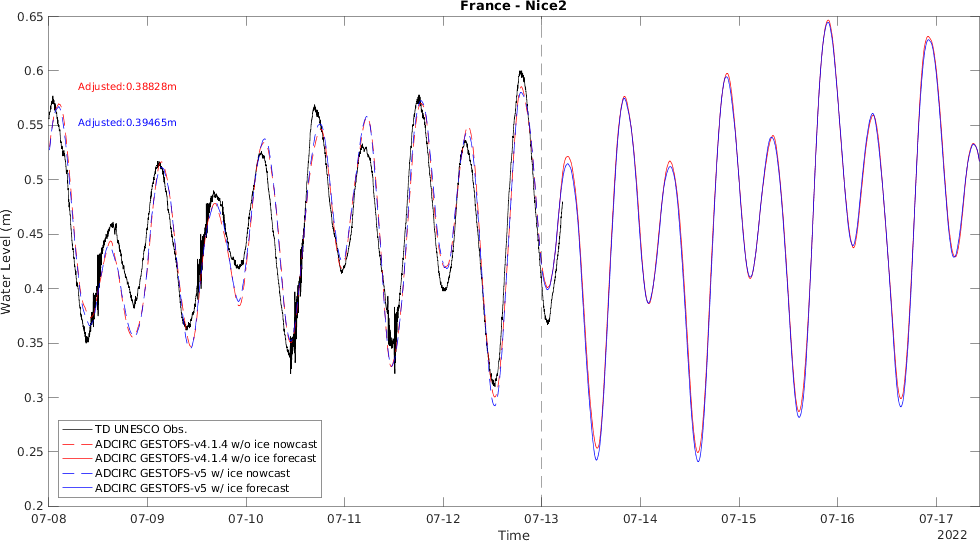 France - Nice2
0.65
0.6
0.55
0.5
0.45
0.4
0.35
0.3
0.25
0.2
Water Level (m)
Adjusted:0.38828m
Adjusted:0.39465m
TD UNESCO Obs.
ADCIRC GESTOFS-v4.1.4 w/o ice nowcast
ADCIRC GESTOFS-v4.1.4 w/o ice forecast
ADCIRC GESTOFS-v5 w/ ice nowcast
ADCIRC GESTOFS-v5 w/ ice forecast
07-08 07-09 07-10 07-11 07-12 07-13 07-14 07-15 07-16 07-17
Time
2022